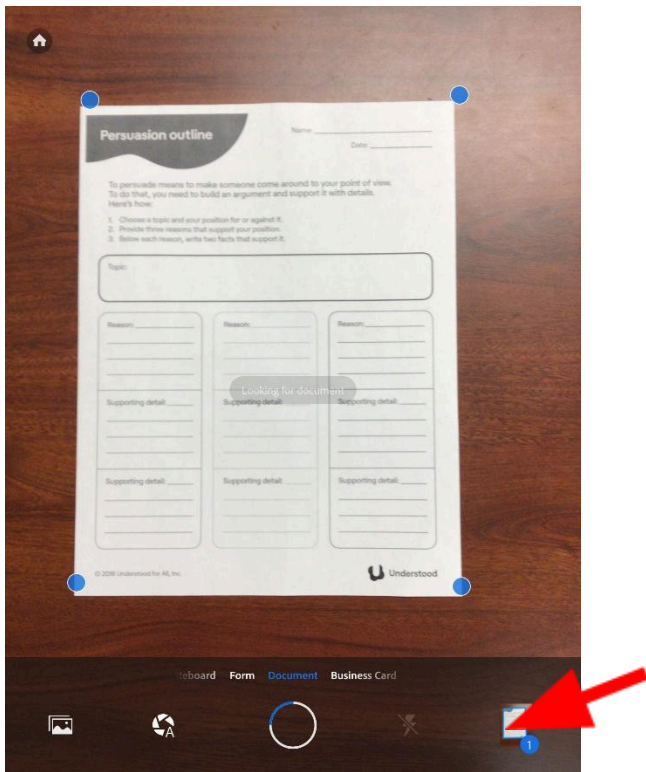 Persuasion outline
Name:
Date:
To persuade means to make someone come around to your point of view.
To do that, you need to build an argument and support it with details.
Here's how:
1. Choose a topic and your position for or against it.
2. Provide three reasons that support your position.
3. Below each reason, write two facts that support it.
Topic:
Reason: Reason: Reason:
Looking for document
Supporting detail: Supporting detail: Supporting detail:
Supporting detail: Supporting detail: Supporting detail:
© 2019 Understood for All, Inc. Understood
teboard Form Document Business Card
A
1